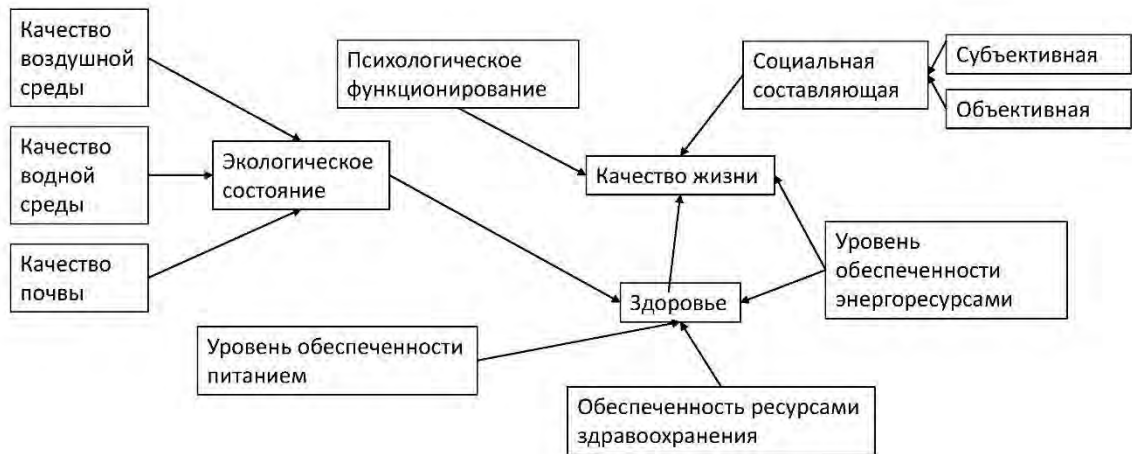 Качество
воздушной
среды
Качество
водной
среды
Качество
почвы
Экологическое
состояние
Психологическое
функционирование
Социальная
составляющая
Субъективная
Объективная
Качество жизни
Уровень
обеспеченности
энергоресурсами
Здоровье
Уровень обеспеченности
питанием
Обеспеченность ресурсами
здравоохранения